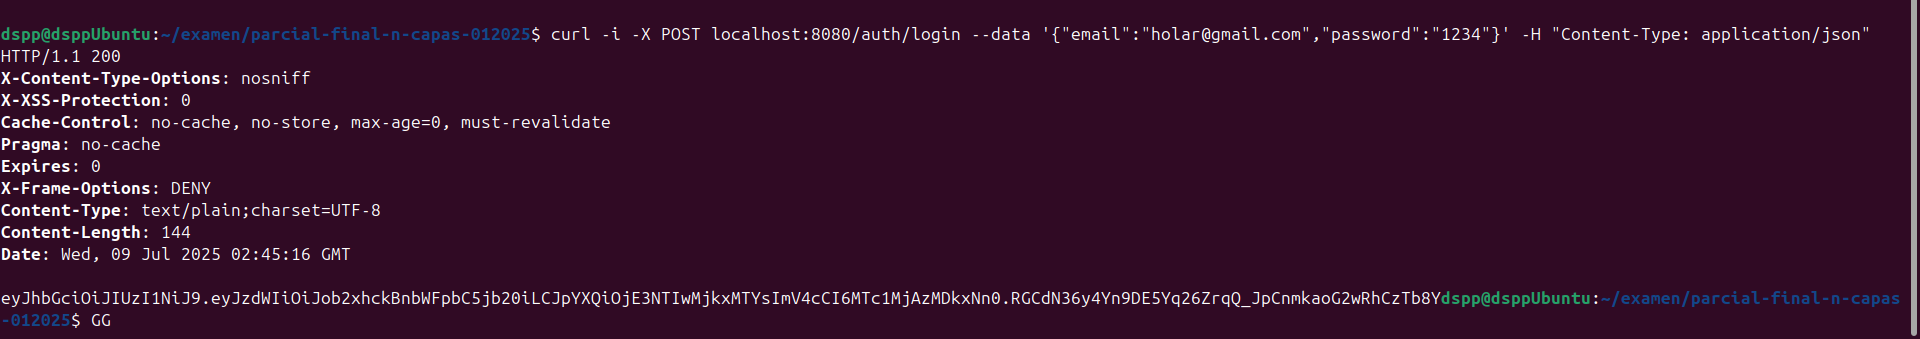 dspp@dsppUbuntu:~/examen/parcial-final-n-capas-012025$ curl -i -X POST localhost:8080/auth/login --data '{"email":"holar@gmail.com","password":"1234"}' -H "Content-Type: application/json"
HTTP/1.1 200
X-Content-Type-Options: nosniff
X-XSS-Protection: 0
Cache-Control: no-cache, no-store, max-age=0, must-revalidate
Pragma: no-cache
Expires: 0
X-Frame-Options: DENY
Content-Type: text/plain;charset=UTF-8
Content-Length: 144
Date: Wed, 09 Jul 2025 02:45:16 GMT
eyJhbGciOiJIUzI1NiJ9.eyJzdWIiOiJob2xhckBnbWFpbC5jb20iLCJpYXQiOjE3NTIwMjkxMTYsImV4cCI6MTc1MjAzMDkxNn0.RGCdN36y4Yn9DE5Yq26ZrqQ_JpCnmkaoG2wRhCzTb8Ydspp@dsppUbuntu:~/examen/parcial-final-n-capas
-012025$ GG